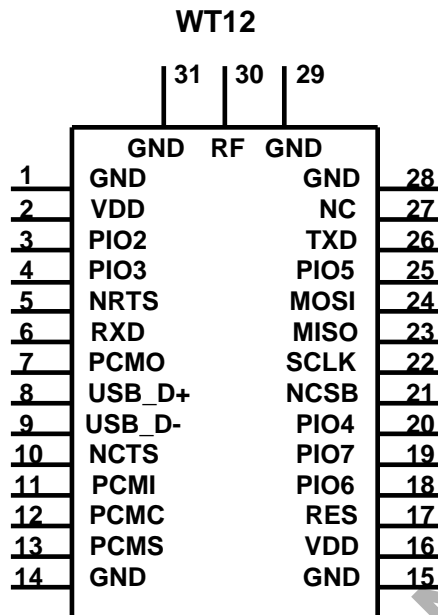 WT12
31 30 29
GND RF GND
1 GND GND 28
2 VDD NC 27
3 PIO2 TXD 26
4 PIO3 PIO5 25
5 NRTS MOSI 24
6 RXD MISO 23
7 PCMO SCLK 22
8 USB_D+ NCSB 21
9 USB_D- PIO4 20
10 NCTS PIO7 19
11 PCMI PIO6 18
12 PCMC RES 17
13 PCMS VDD 16
14 GND GND 15